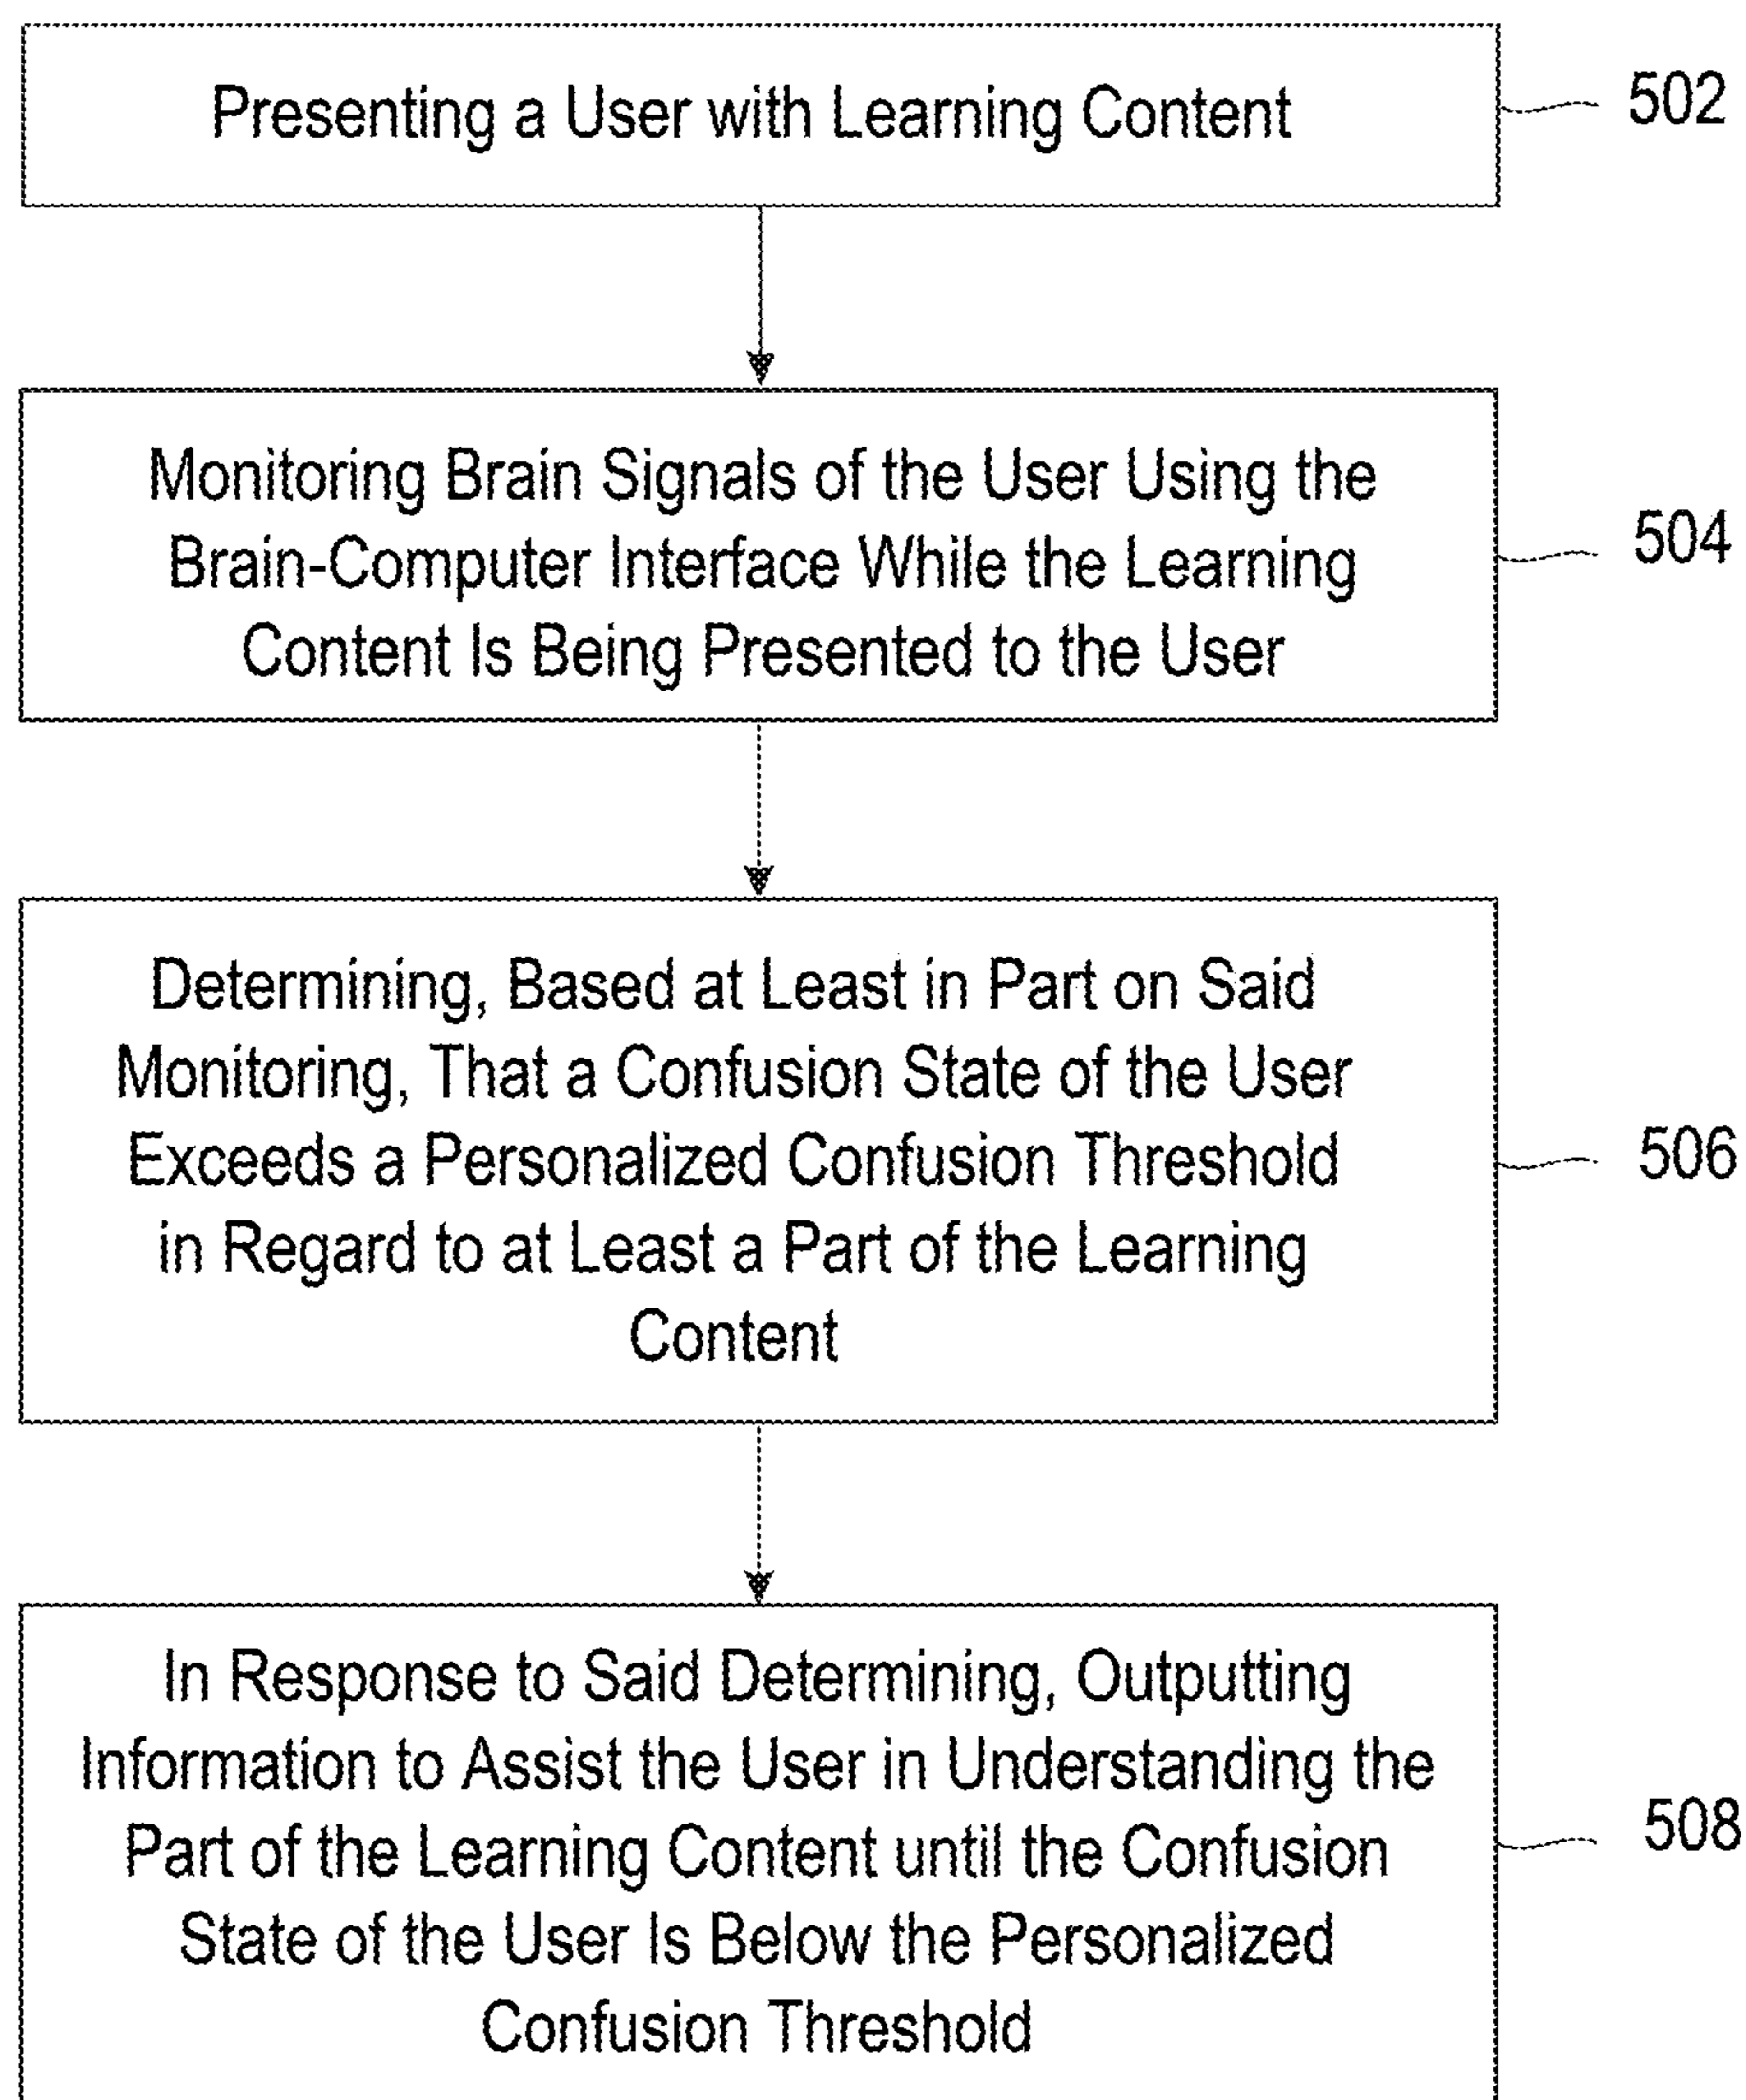 Presenting a User with Learning Content
502
Monitoring Brain Signals of the User Using the
Brain-Computer Interface While the Learning
Content Is Being Presented to the User
504
Determining, Based at Least in Part on Said
Monitoring, That a Confusion State of the User
Exceeds a Personalized Confusion Threshold
in Regard to at Least a Part of the Learning
Content
506
In Response to Said Determining, Outputting
Information to Assist the User in Understanding the
Part of the Learning Content until the Confusion
State of the User Is Below the Personalized
Confusion Threshold
508